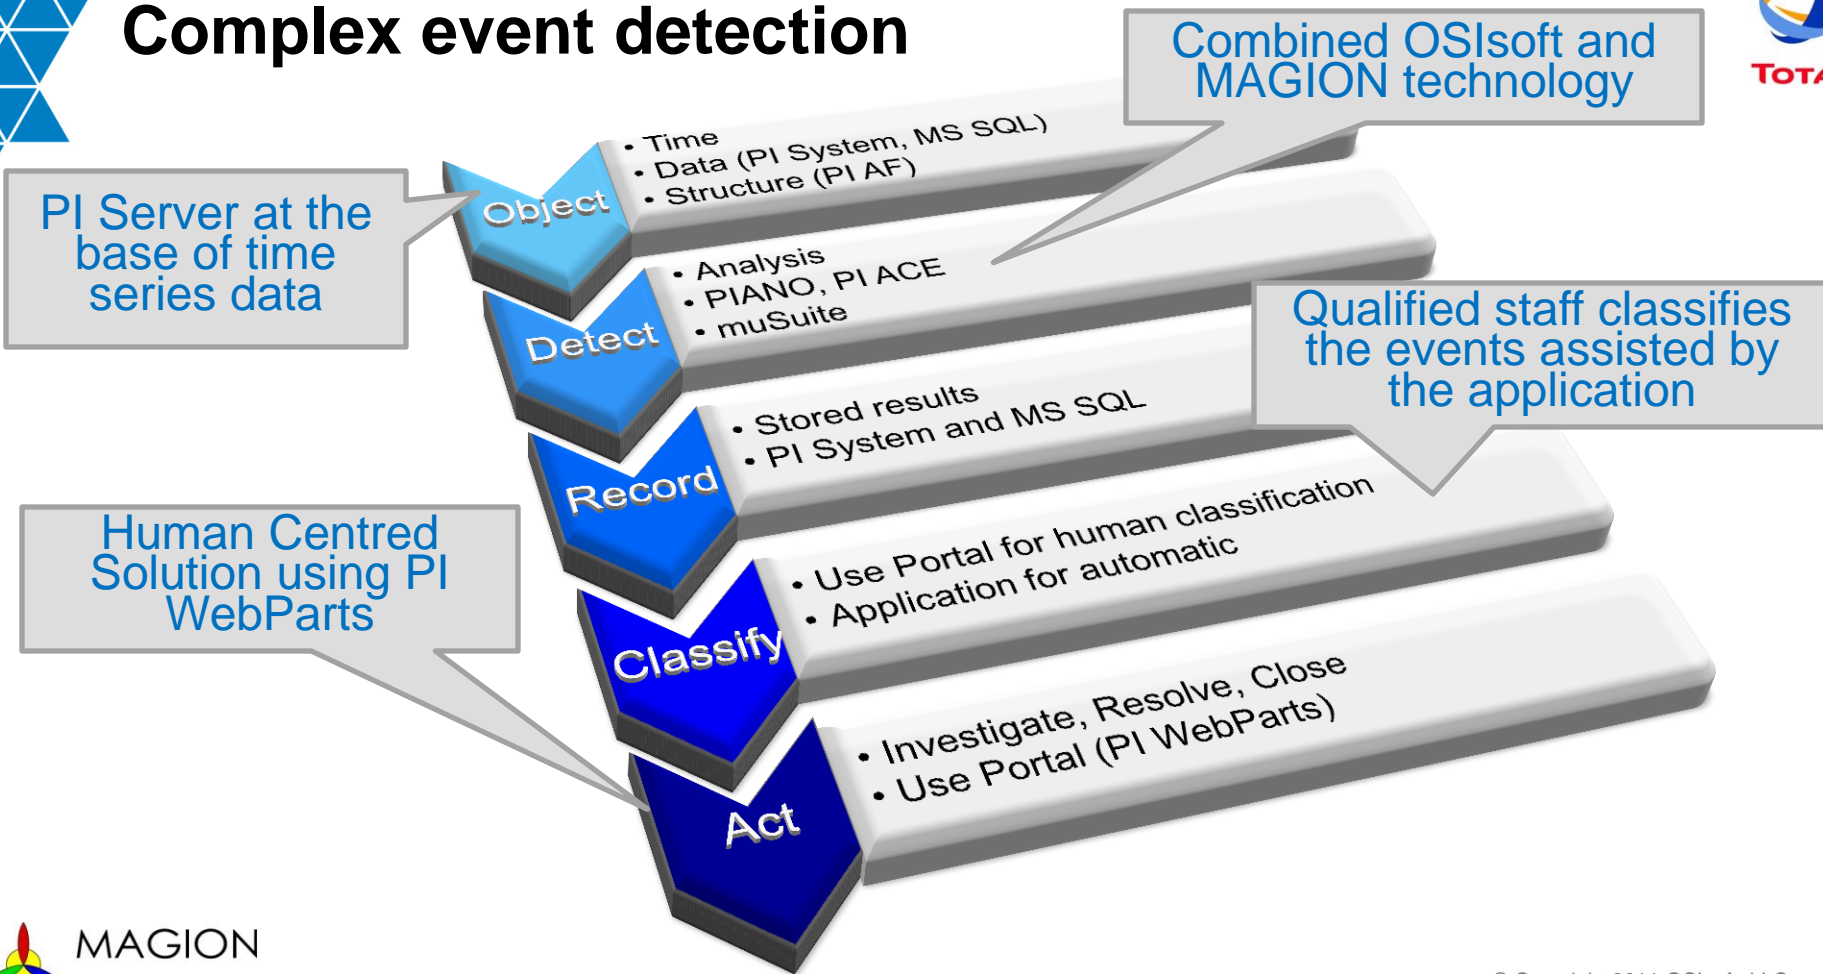 Complex event detection
Combined OSIsoft and
MAGION technology
PI Server at the
base of time
series data
Object
• Time
• Data (PI System, MS SQL)
• Structure (PI AF)
Detect
• Analysis
• PIANO, PI ACE
• muSuite
Qualified staff classifies
the events assisted by
the application
Record
• Stored results
• PI System and MS SQL
Human Centred
Solution using PI
WebParts
Classify
• Use Portal for human classification
• Application for automatic
Act
• Investigate, Resolve, Close
• Use Portal (PI WebParts)
MAGION